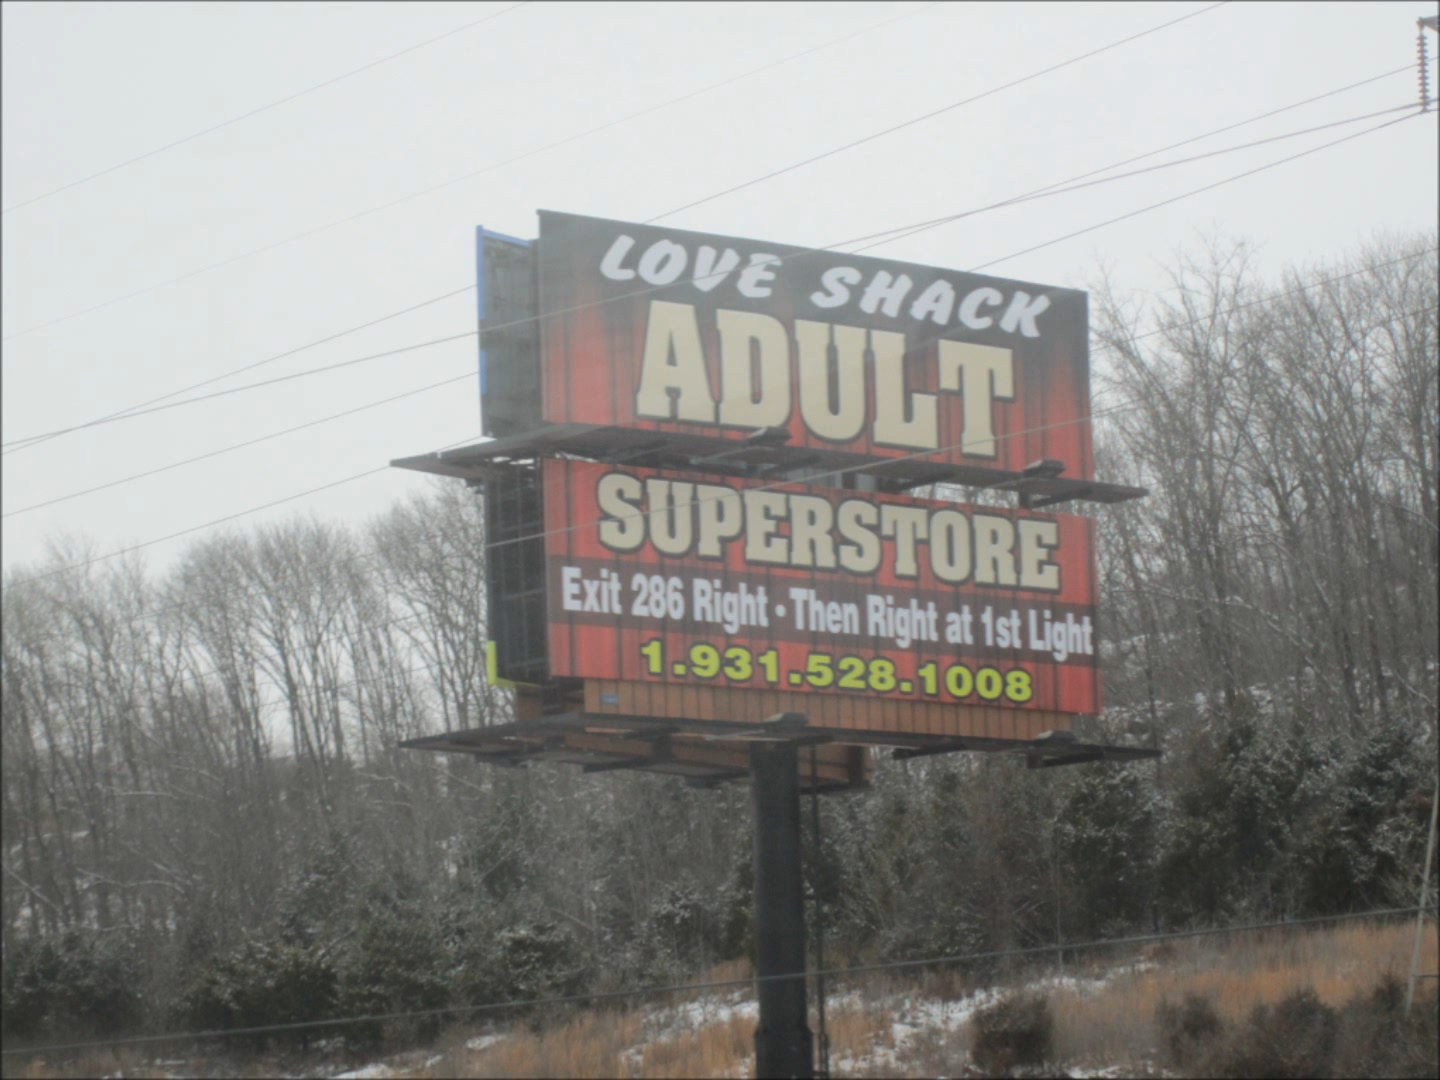 LOVE SHACK
ADULT
SUPERSTORE
Exit 286 Right • Then Right at 1st Light
1.931.528.1008